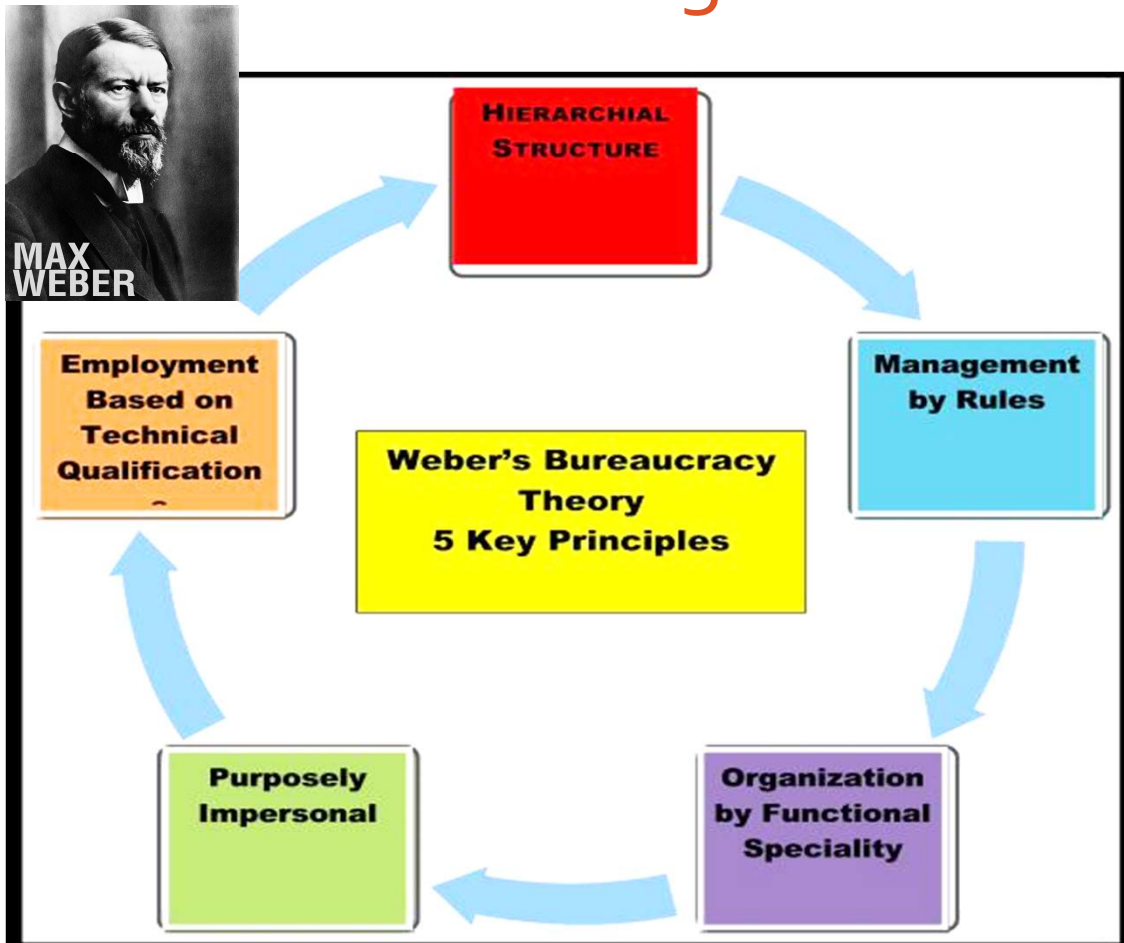 MAX
WEBER
HIERARCHIAL
STRUCTURE
Management
by Rules
Organization
by Functional
Speciality
Purposely
Impersonal
Employment
Based on
Technical
Qualification
Weber’s Bureaucracy
Theory
5 Key Principles